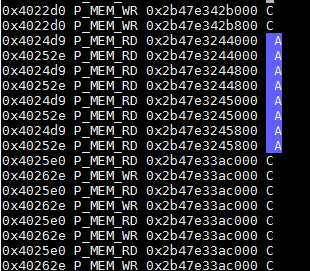 0x4022d0 P_MEM_WR 0x2b47e342b000 C
0x4022d0 P_MEM_WR 0x2b47e342b800 C
0x4024d9 P_MEM_RD 0x2b47e3244000 A
0x40252e P_MEM_RD 0x2b47e3244000 A
0x4024d9 P_MEM_RD 0x2b47e3244800 A
0x40252e P_MEM_RD 0x2b47e3244800 A
0x4024d9 P_MEM_RD 0x2b47e3245000 A
0x40252e P_MEM_RD 0x2b47e3245000 A
0x4024d9 P_MEM_RD 0x2b47e3245800 A
0x40252e P_MEM_RD 0x2b47e3245800 A
0x4025e0 P_MEM_RD 0x2b47e33ac000 C
0x40262e P_MEM_WR 0x2b47e33ac000 C
0x4025e0 P_MEM_RD 0x2b47e33ac000 C
0x40262e P_MEM_WR 0x2b47e33ac000 C
0x4025e0 P_MEM_RD 0x2b47e33ac000 C
0x40262e P_MEM_WR 0x2b47e33ac000 C
0x4025e0 P_MEM_RD 0x2b47e33ac000 C
0x40262e P_MEM_WR 0x2b47e33ac000 C